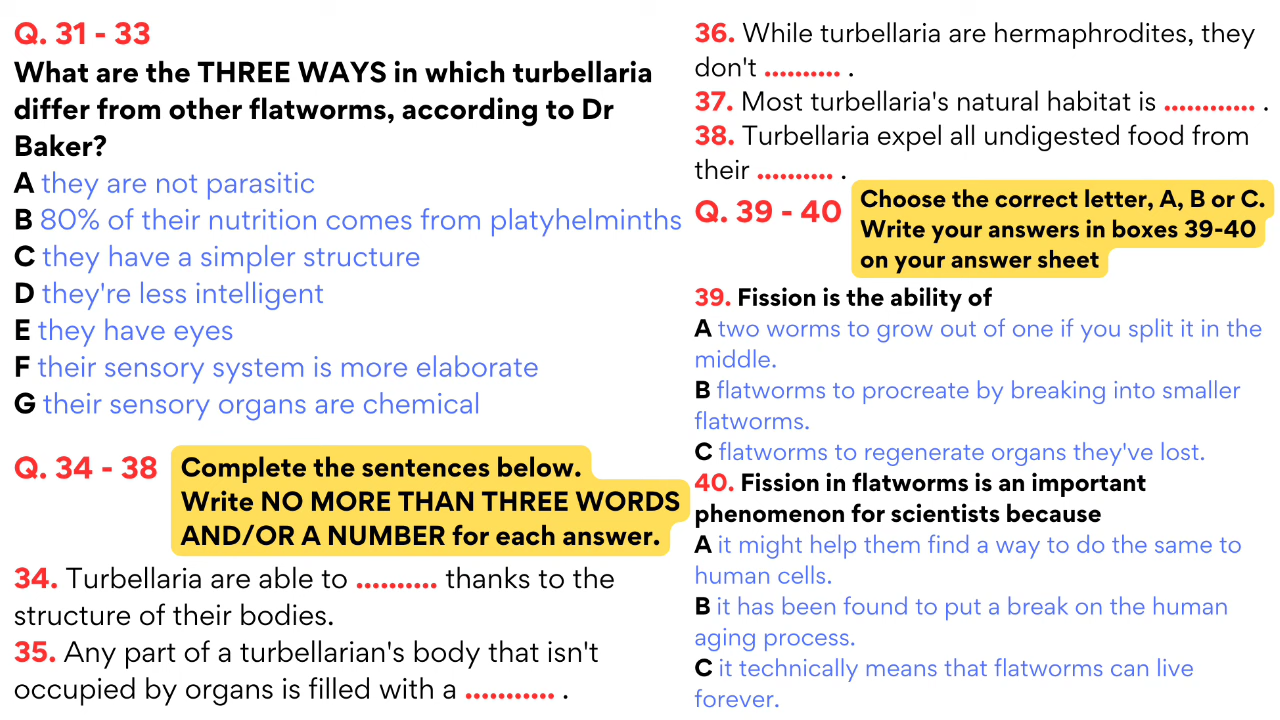 Q. 31 - 33
What are the THREE WAYS in which turbellaria
differ from other flatworms, according to Dr
Baker?
A they are not parasitic
B 80% of their nutrition comes from platyhelminths
C they have a simpler structure
D they're less intelligent
E they have eyes
F their sensory system is more elaborate
G their sensory organs are chemical
Q. 34 - 38
Complete the sentences below.
Write NO MORE THAN THREE WORDS
AND/OR A NUMBER for each answer.
34. Turbellaria are able to .......... thanks to the
structure of their bodies.
35. Any part of a turbellarian's body that isn't
occupied by organs is filled with a ........... .
36. While turbellaria are hermaphrodites, they
don't .......... .
37. Most turbellaria's natural habitat is ............ .
38. Turbellaria expel all undigested food from
their .......... .
Q. 39 - 40
Choose the correct letter, A, B or C.
Write your answers in boxes 39-40
on your answer sheet
39. Fission is the ability of
A two worms to grow out of one if you split it in the
middle.
B flatworms to procreate by breaking into smaller
flatworms.
C flatworms to regenerate organs they've lost.
40. Fission in flatworms is an important
phenomenon for scientists because
A it might help them find a way to do the same to
human cells.
B it has been found to put a break on the human
aging process.
C it technically means that flatworms can live
forever.